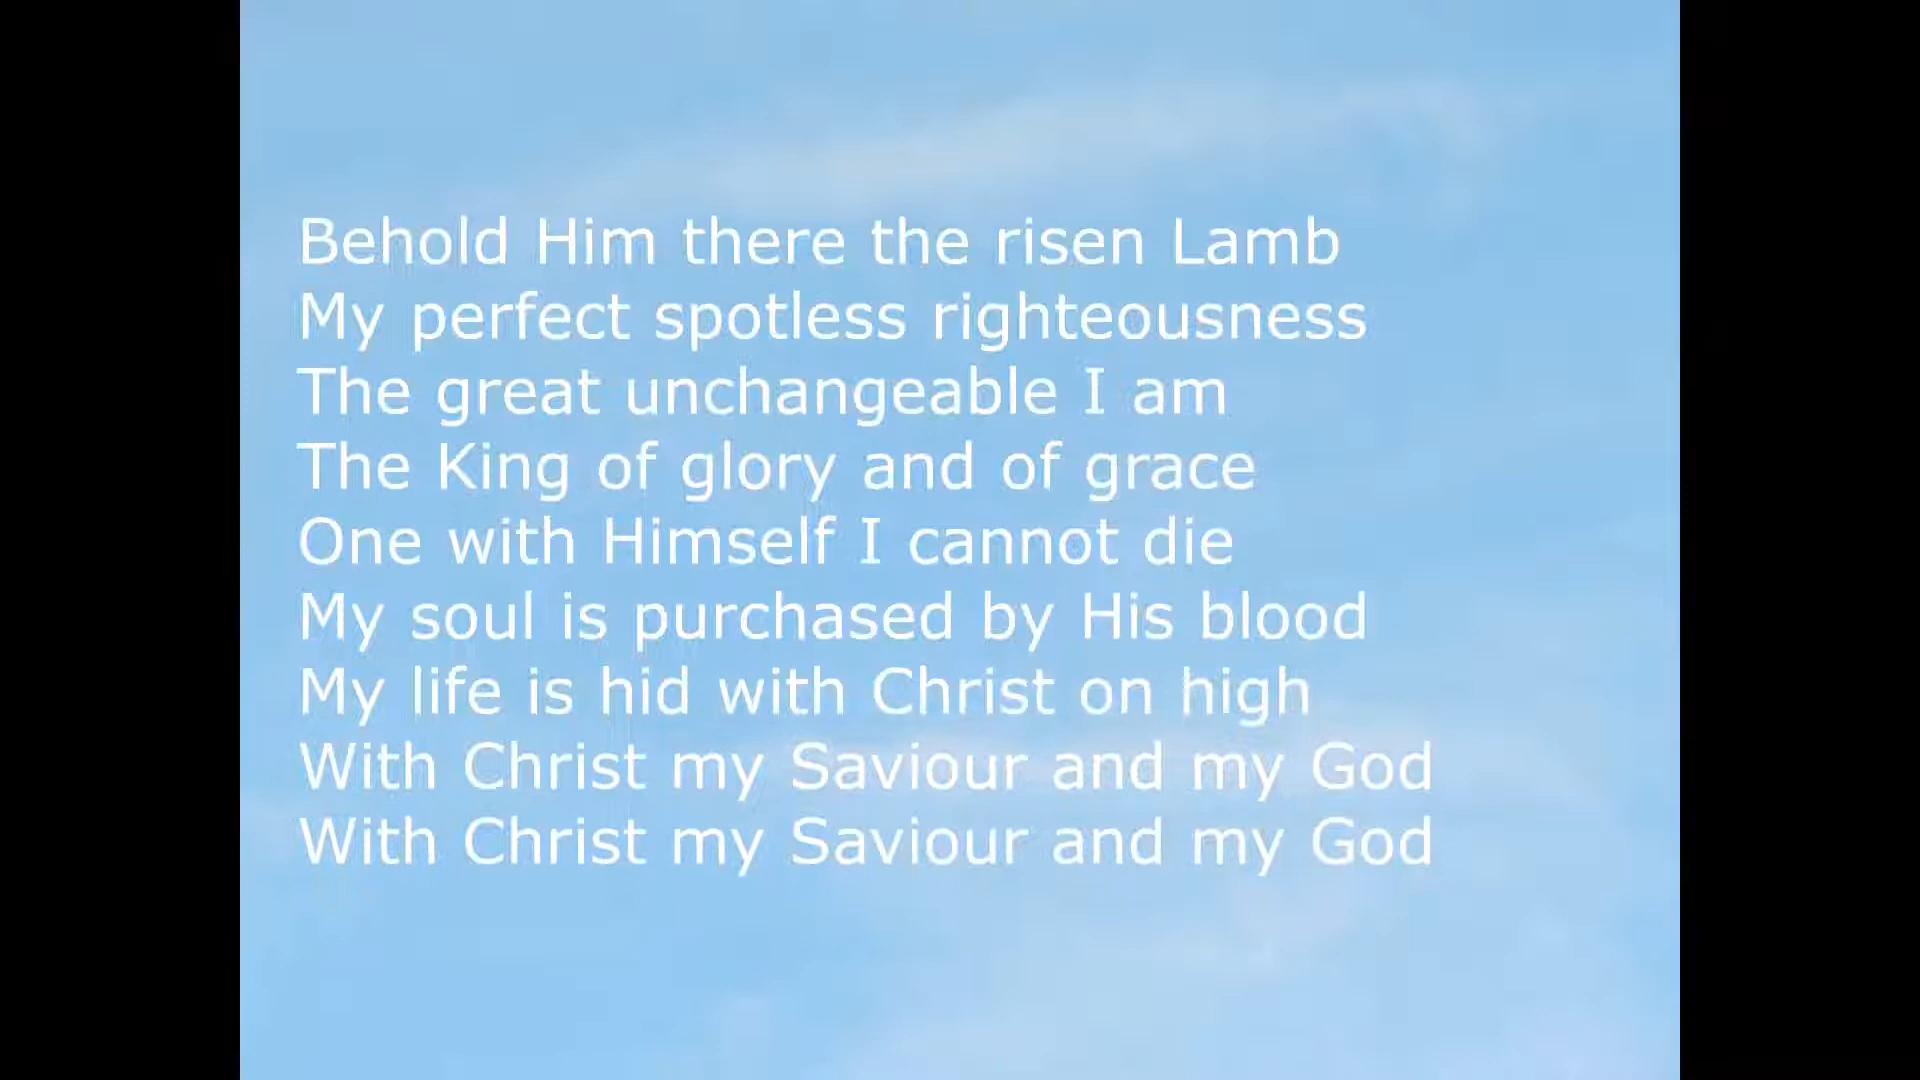 Behold Him there the risen Lamb
My perfect spotless righteousness
The great unchangeable I am
The King of glory and of grace
One with Himself I cannot die
My soul is purchased by His blood
My life is hid with Christ on high
With Christ my Saviour and my God
With Christ my Saviour and my God